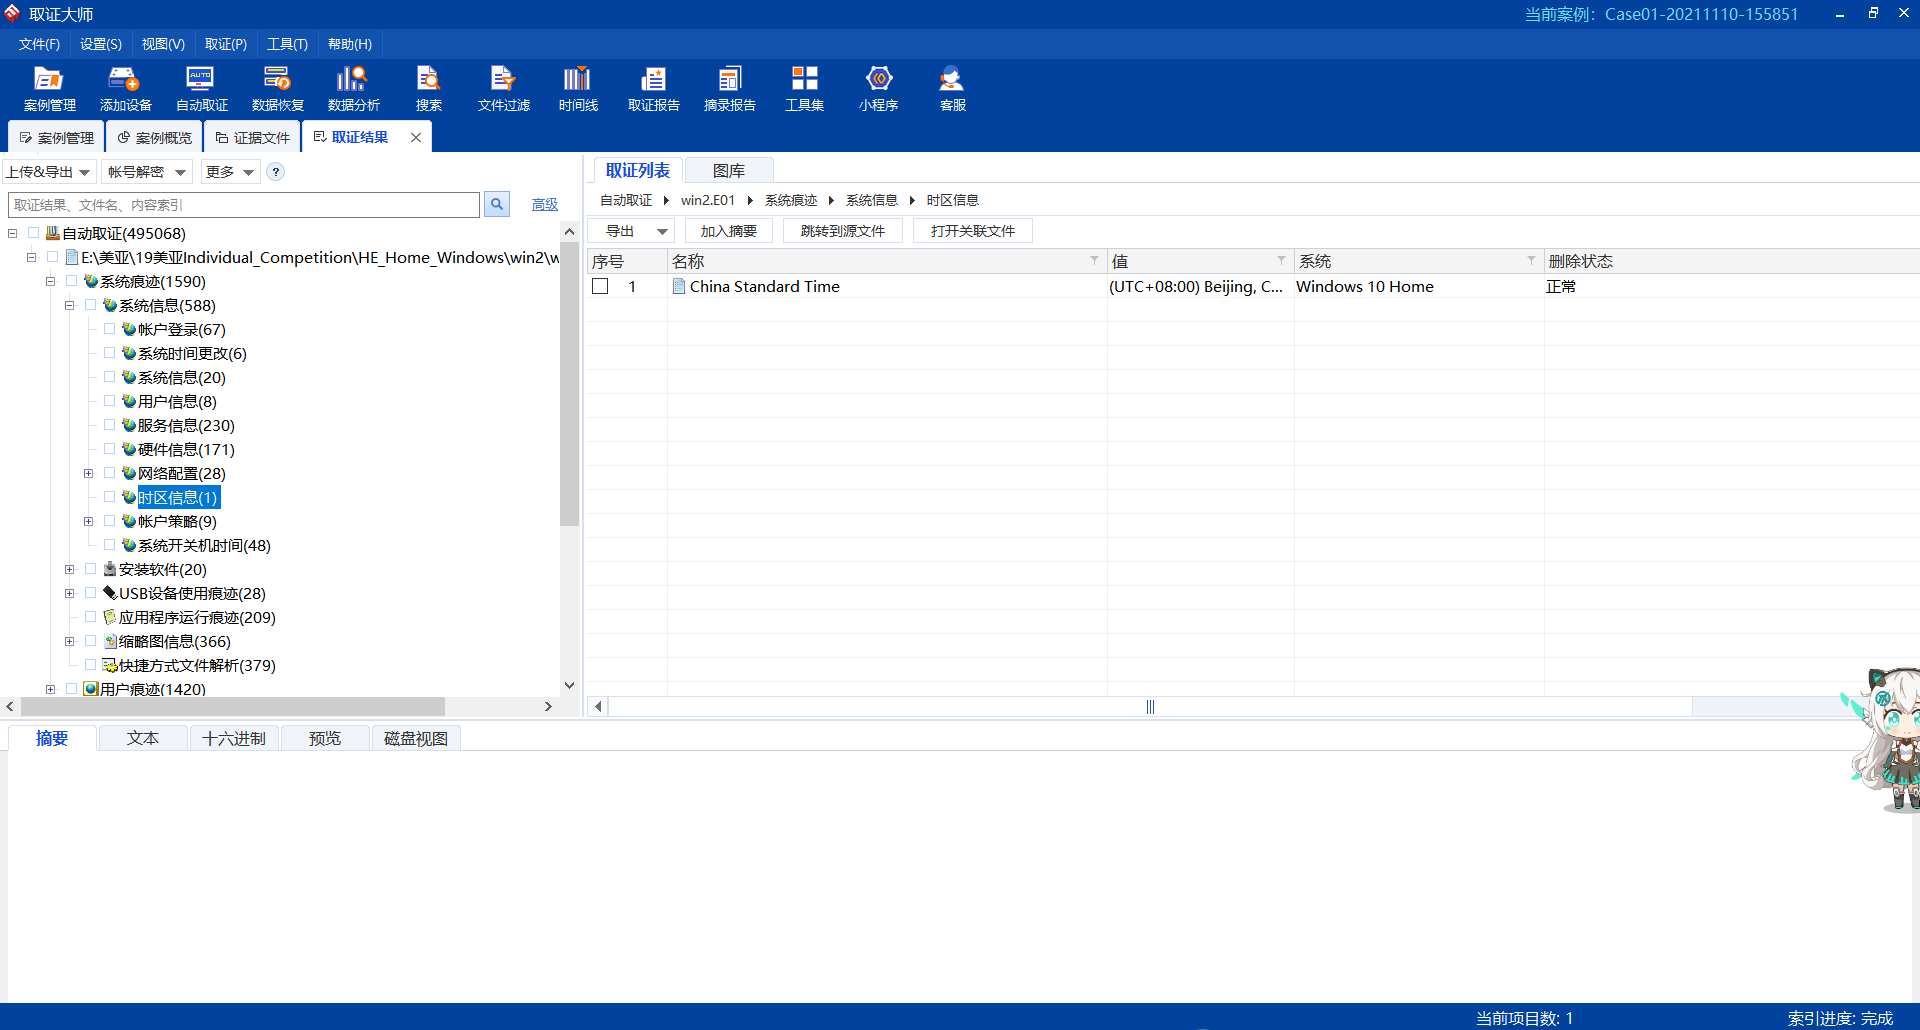 取证大师
当前案例：Case01-20211110-155851
文件(F)
设置(S)
视图(V)
取证(P)
工具(T)
帮助(H)
案例管理
添加设备
AUTO
自动取证
数据恢复
数据分析
搜索
文件过滤
时间线
取证报告
摘录报告
工具集
小程序
客服
案例管理
案例概览
证据文件
取证结果
上传&导出
帐号解密
更多
?
取证结果、文件名、内容索引
高级
自动取证(495068)
E:\美亚\19美亚Individual_Competition\HE_Home_Windows\win2\w
系统痕迹(1590)
系统信息(588)
帐户登录(67)
系统时间更改(6)
系统信息(20)
用户信息(8)
服务信息(230)
硬件信息(171)
网络配置(28)
时区信息(1)
帐户策略(9)
系统开关机时间(48)
安装软件(20)
USB设备使用痕迹(28)
应用程序运行痕迹(209)
缩略图信息(366)
快捷方式文件解析(379)
用户痕迹(1420)
取证列表
图库
自动取证
win2.E01
系统痕迹
系统信息
时区信息
导出
加入摘要
跳转到源文件
打开关联文件
序号
名称
值
系统
删除状态
1
China Standard Time
(UTC+08:00) Beijing, C...
Windows 10 Home
正常
摘要
文本
十六进制
预览
磁盘视图
当前项目数: 1
索引进度: 完成